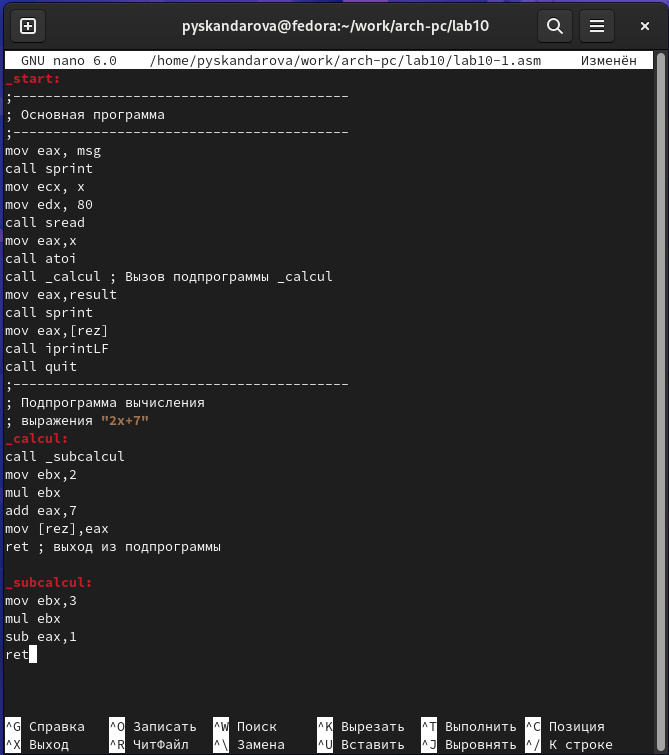 pyskandarova@fedora:~/work/arch-pc/lab10
GNU nano 6.0 /home/pyskandarova/work/arch-pc/lab10/lab10-1.asm Изменён
_start:
;------------------------------------------
; Основная программа
;------------------------------------------
mov eax, msg
call sprint
mov ecx, x
mov edx, 80
call sread
mov eax,x
call atoi
call _calcul ; Вызов подпрограммы _calcul
mov eax,result
call sprint
mov eax,[rez]
call iprintLF
call quit
;------------------------------------------
; Подпрограмма вычисления
; выражения "2x+7"
_calcul:
call _subcalcul
mov ebx,2
mul ebx
add eax,7
mov [rez],eax
ret ; выход из подпрограммы
_subcalcul:
mov ebx,3
mul ebx
sub eax,1
ret
^G Справка ^O Записать ^W Поиск ^K Вырезать ^T Выполнить ^C Позиция
^X Выход ^R ЧитФайл ^\ Замена ^U Вставить ^J Выровнять ^/ К строке